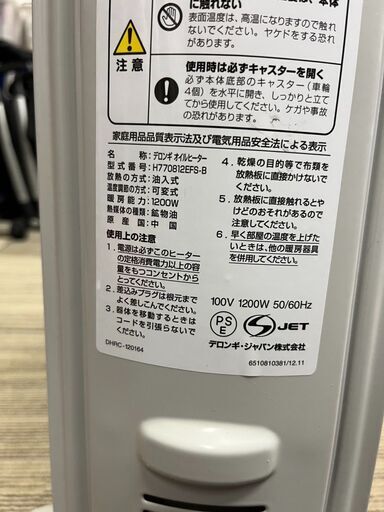 に触れない
表面温度は、高温になりますので触れ
ないでください。ヤケドをする恐れ
があります。
注意
使用時は必ずキャスターを開く
必ず本体底部のキャスター(車輪
4個)を水平に開き、しっかりと立て
てから使用してください。ケガや事故
の恐れがあります。
家庭用品品質表示法及び電気用品安全法による表示
名称：デロンギ オイルヒーター
型式番号：H770812EFS-B
放熱の方式：油入式
温度調節の方式：可変式
暖房能力：1200W
熱媒体の種類：鉱物油
原産国：中国
使用上の注意
1．電源は必ずこのヒーター
の定格消費電力以上の容
量をもつコンセントから
とってください。
2．差込みプラグは根元まで
よく差しこんでください。
3．器体を移動するときは
コードを引張らないで
ください。
DHRC-120164
4．乾燥の目的等で布類を
放熱板に直接かけないで
ください。
5．放熱板に直接触れるとや
けどのおそれがあります
のでご注意ください。
6．早く部屋の温度を上げた
いときは、他の暖房器具
を併用してください。
100V 1200W 50/60Hz
PS
E
JET
デロンギ・ジャパン株式会社
6510810381/12.11